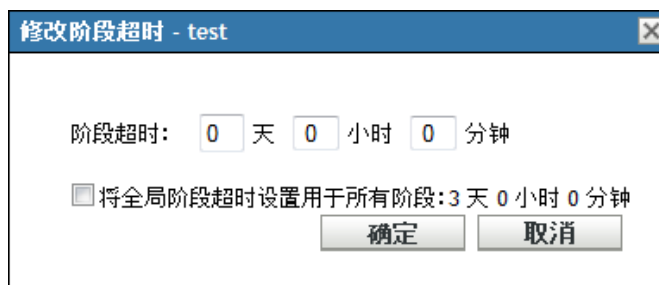 修改阶段超时 - test
阶段超时： 0 天 0 小时 0 分钟
将全局阶段超时设置用于所有阶段：3 天 0 小时 0 分钟
确定 取消